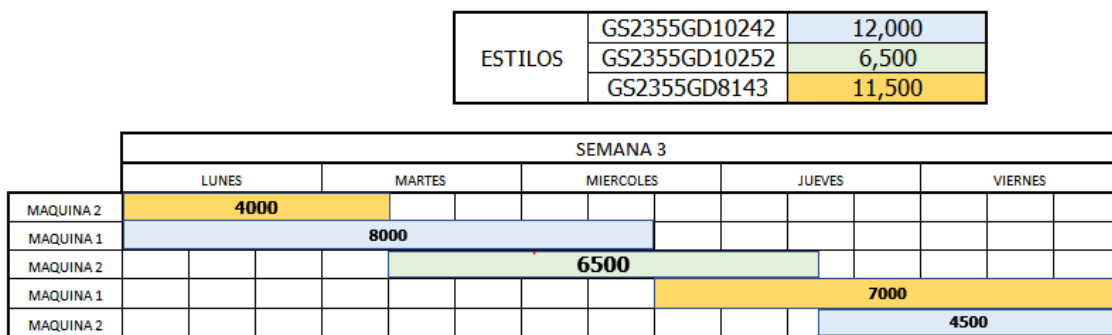 GS2355GD10242 12,000
ESTILOS GS2355GD10252 6,500
GS2355GD8143 11,500
SEMANA 3
LUNES MARTES MIERCOLES JUEVES VIERNES
MAQUINA 2 4000
MAQUINA 1 8000
MAQUINA 2 6500
MAQUINA 1 7000
MAQUINA 2 4500